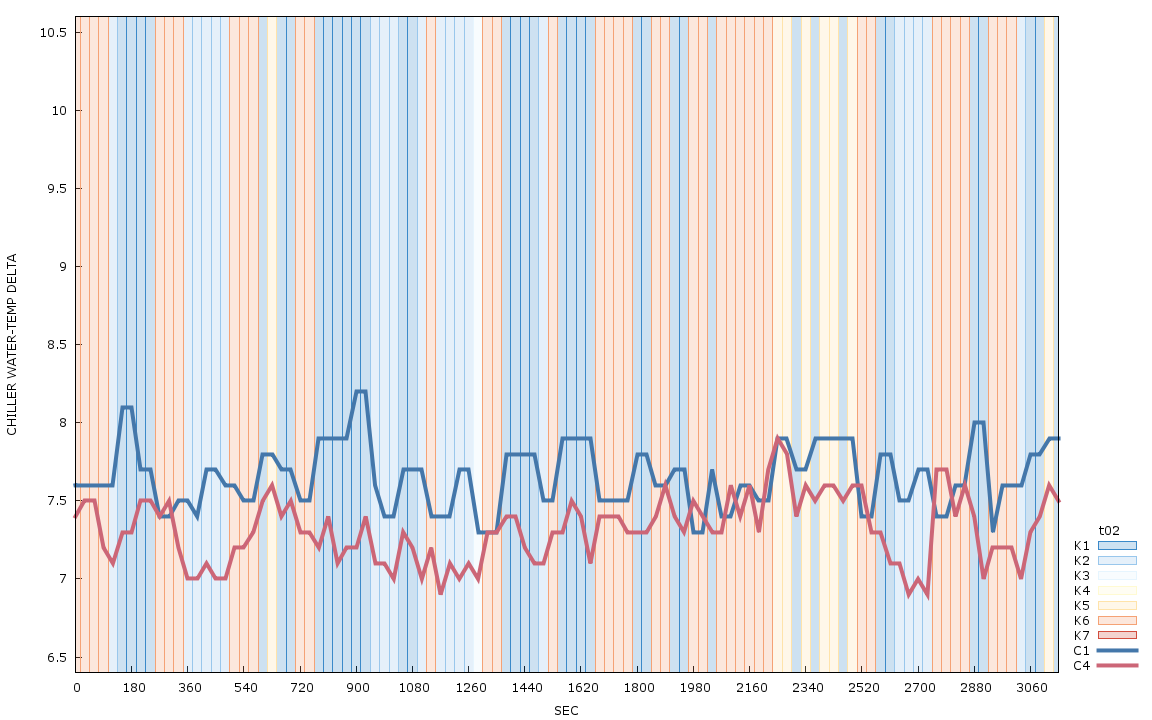 10.5
10
9.5
9
8.5
8
7.5
7
6.5
CHILLER WATER-TEMP DELTA
0 180 360 540 720 900 1080 1260 1440 1620 1800 1980 2160 2340 2520 2700 2880 3060
SEC
t02
K1
K2
K3
K4
K5
K6
K7
C1
C4